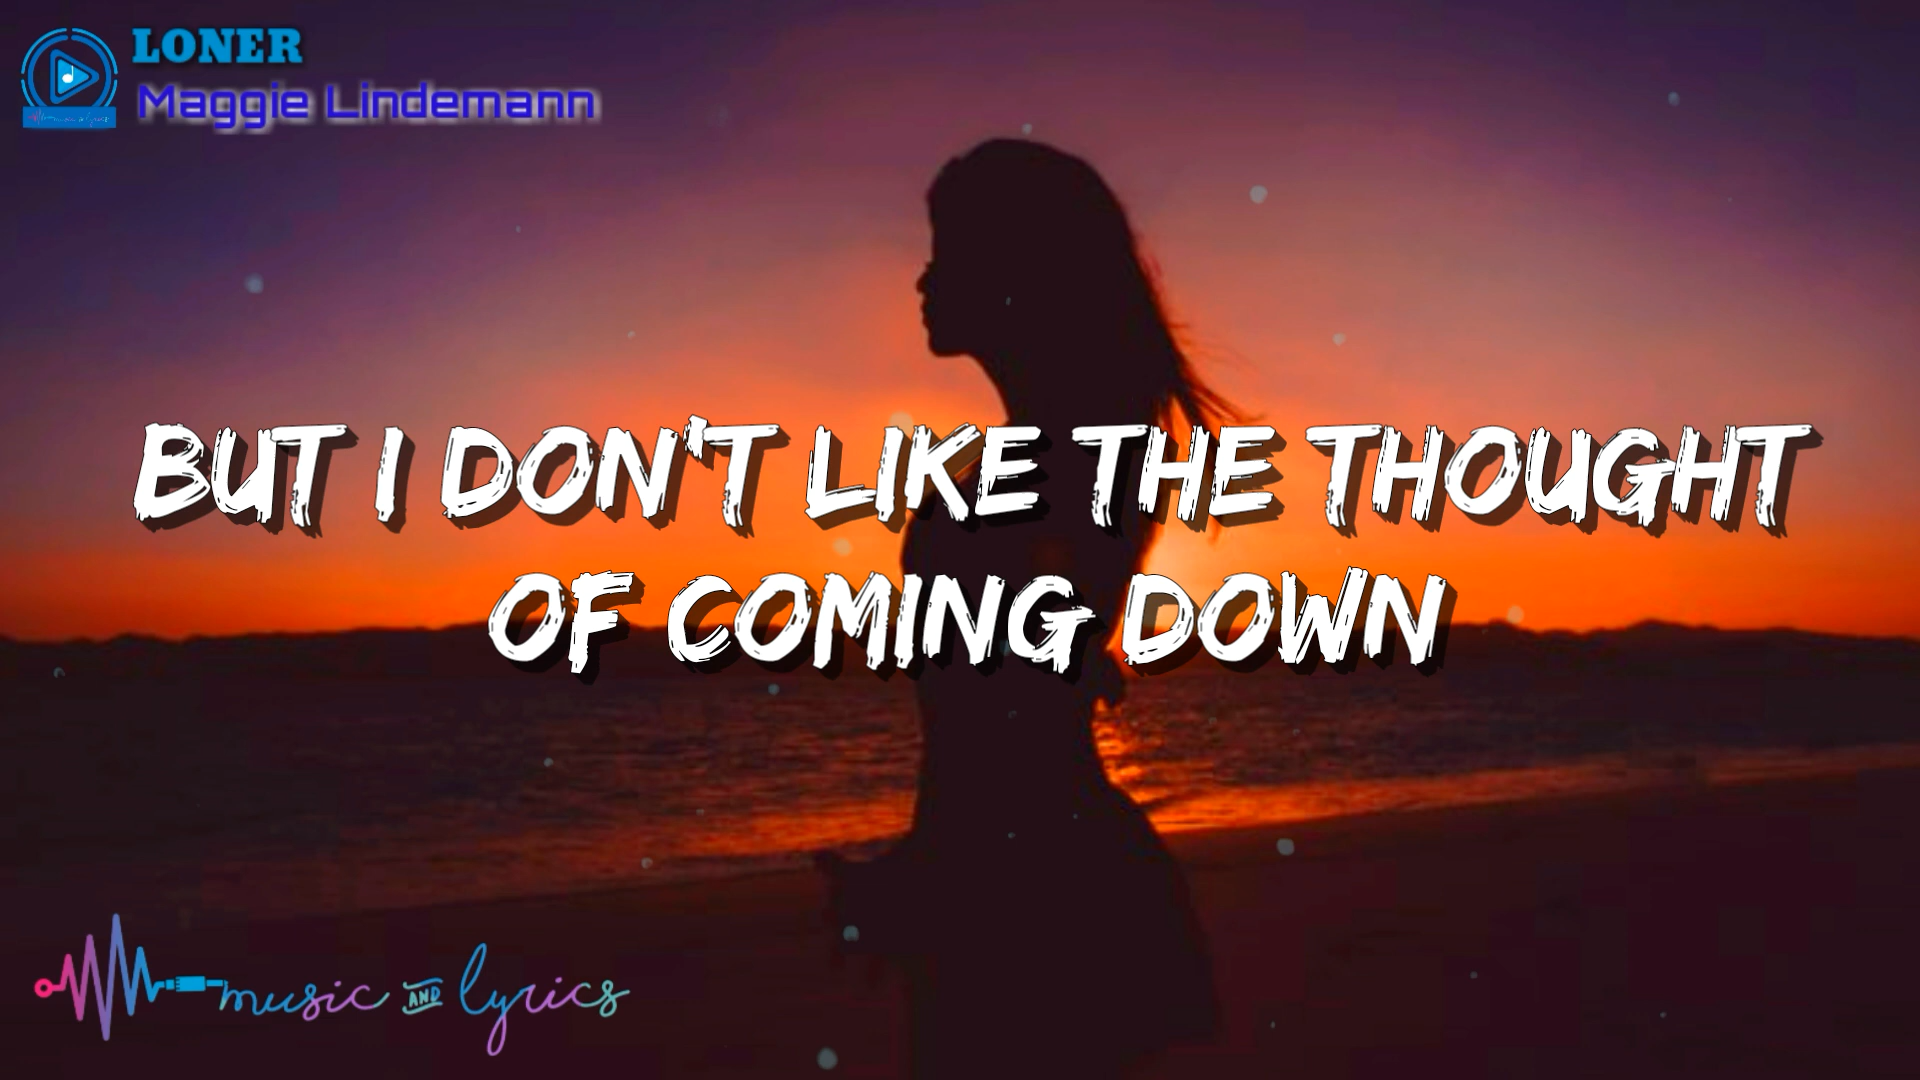 LONER
Maggie Lindemann
BUT I DON'T LIKE THE THOUGHT
OF COMING DOWN
music AND lyrics